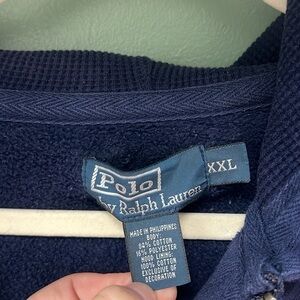 Polo
by Ralph Lauren
XXL
MADE IN PHILIPPINES
BODY:
84% COTTON
16% POLYESTER
HOOD LINING:
100% COTTON
EXCLUSIVE OF
DECORATION